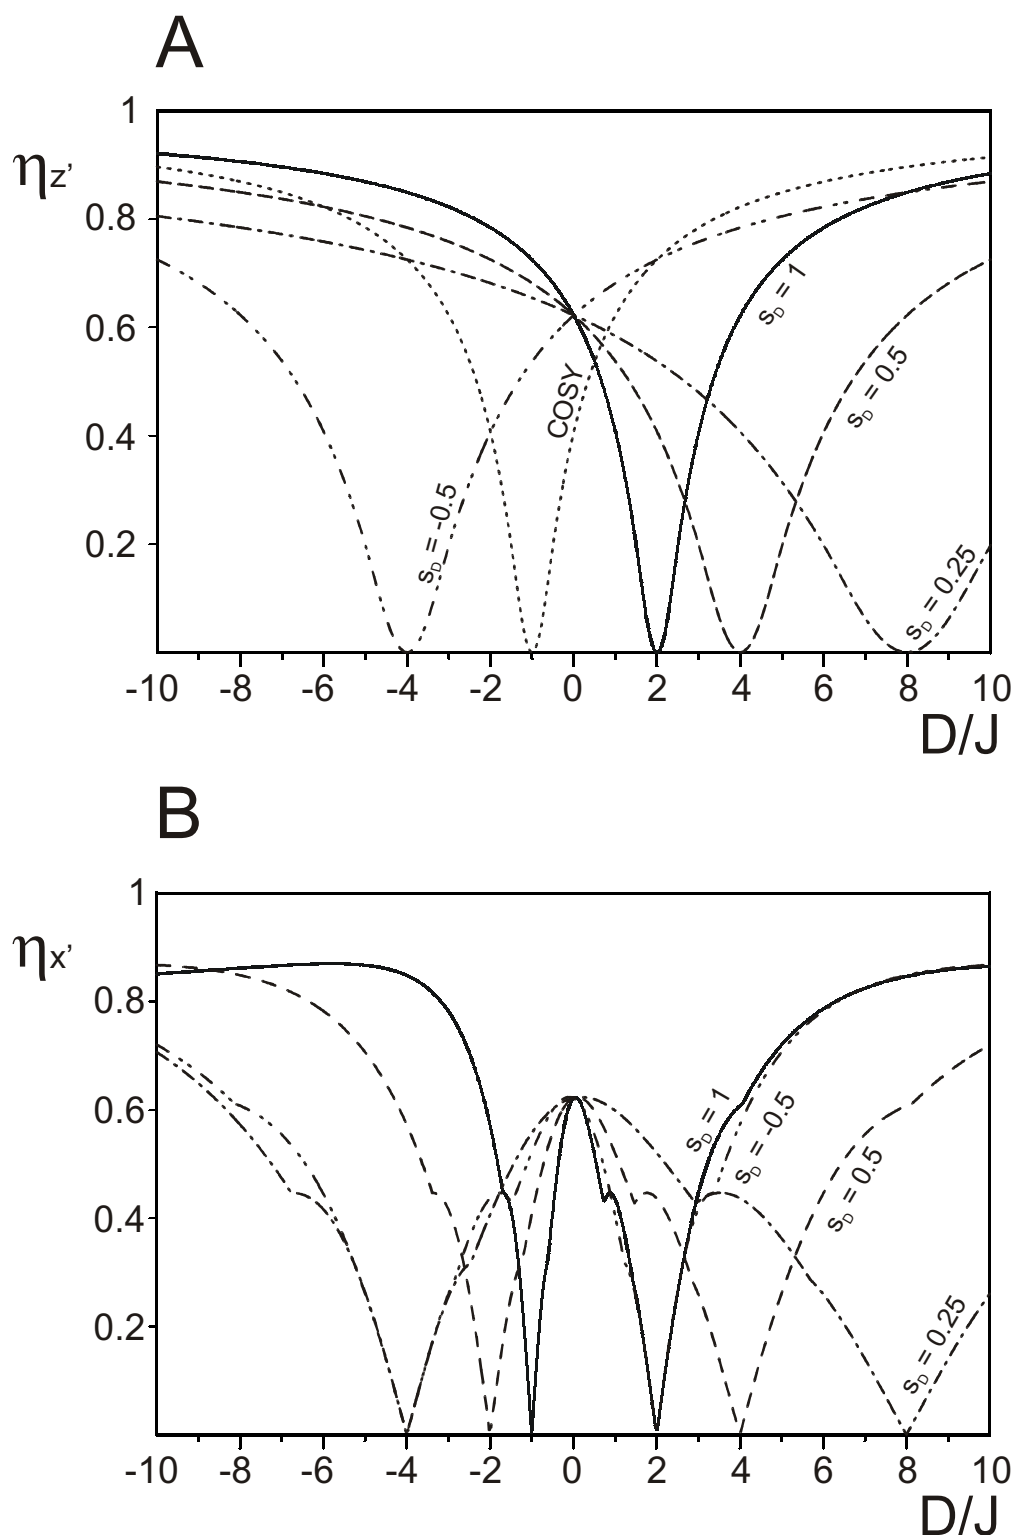 A
1
ηz’
0.8
0.6
0.4
0.2
COSY
sD = 1
sD = 0.5
sD = -0.5
sD = 0.25
-10 -8 -6 -4 -2 0 2 4 6 8 10
D/J
B
1
ηx’
0.8
0.6
0.4
0.2
sD = 1
sD = -0.5
sD = 0.5
sD = 0.25
-10 -8 -6 -4 -2 0 2 4 6 8 10
D/J